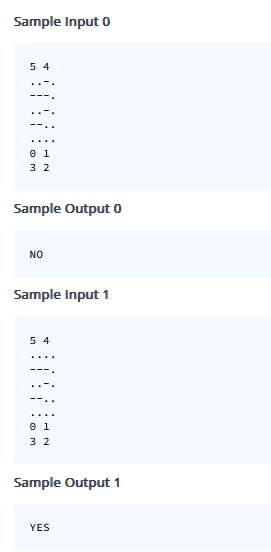 Sample Input 0
5 4
..-.
---.
..-.
--..
....
0 1
3 2
Sample Output 0
NO
Sample Input 1
5 4
....
---.
..-.
--..
....
0 1
3 2
Sample Output 1
YES